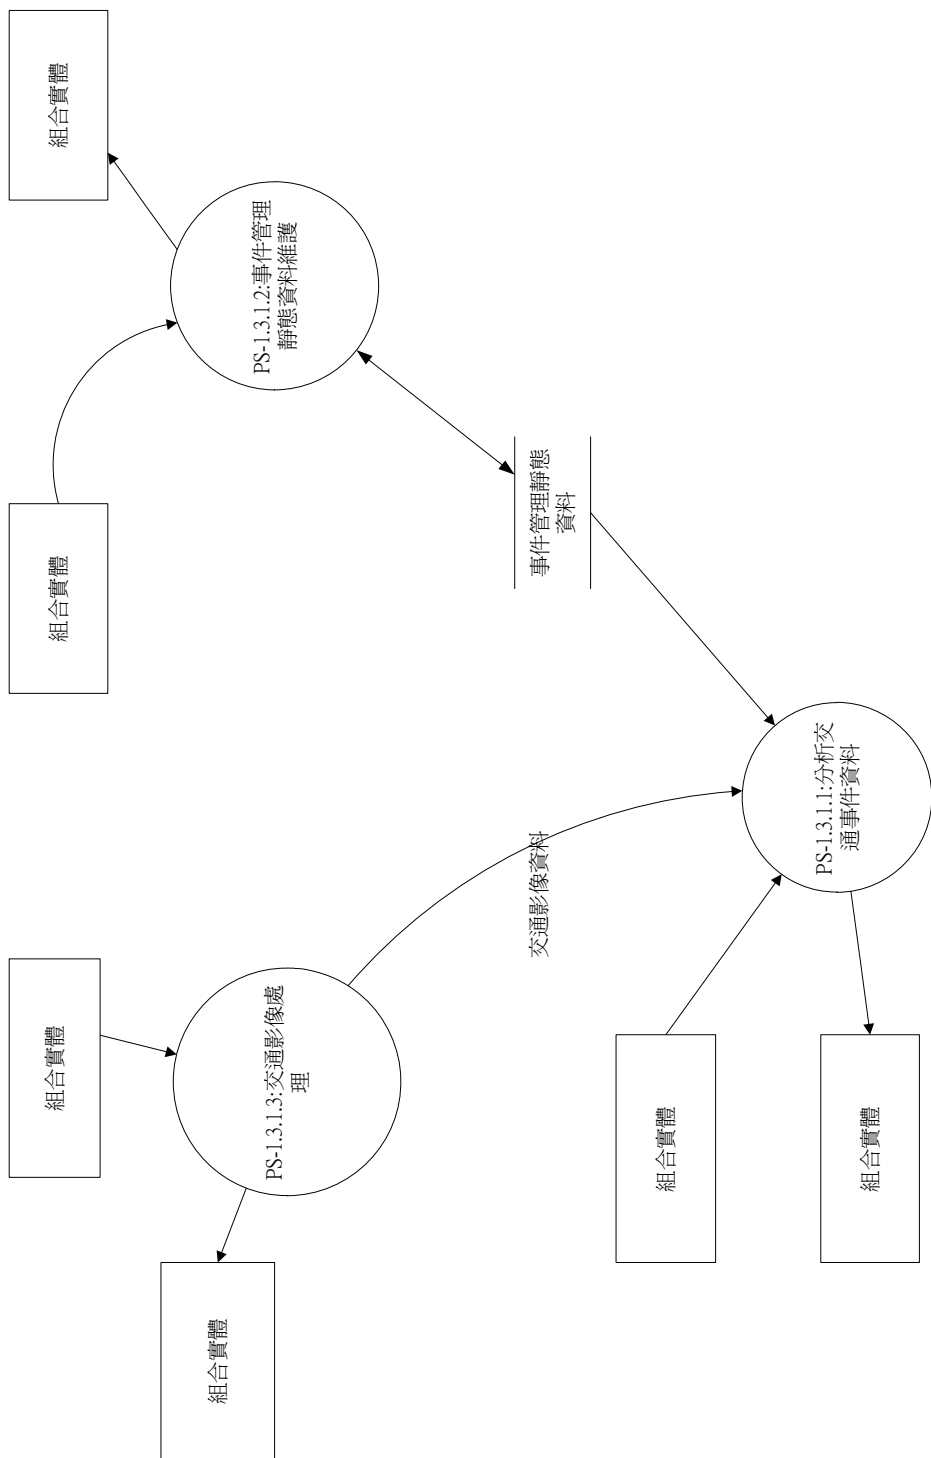 組合實體
組合實體
PS-1.3.1.3:交通影像處
理
組合實體
PS-1.3.1.2:事件管理
靜態資料維護
組合實體
交通影像資料
事件管理靜態
資料
組合實體
PS-1.3.1.1:分析交
通事件資料
組合實體